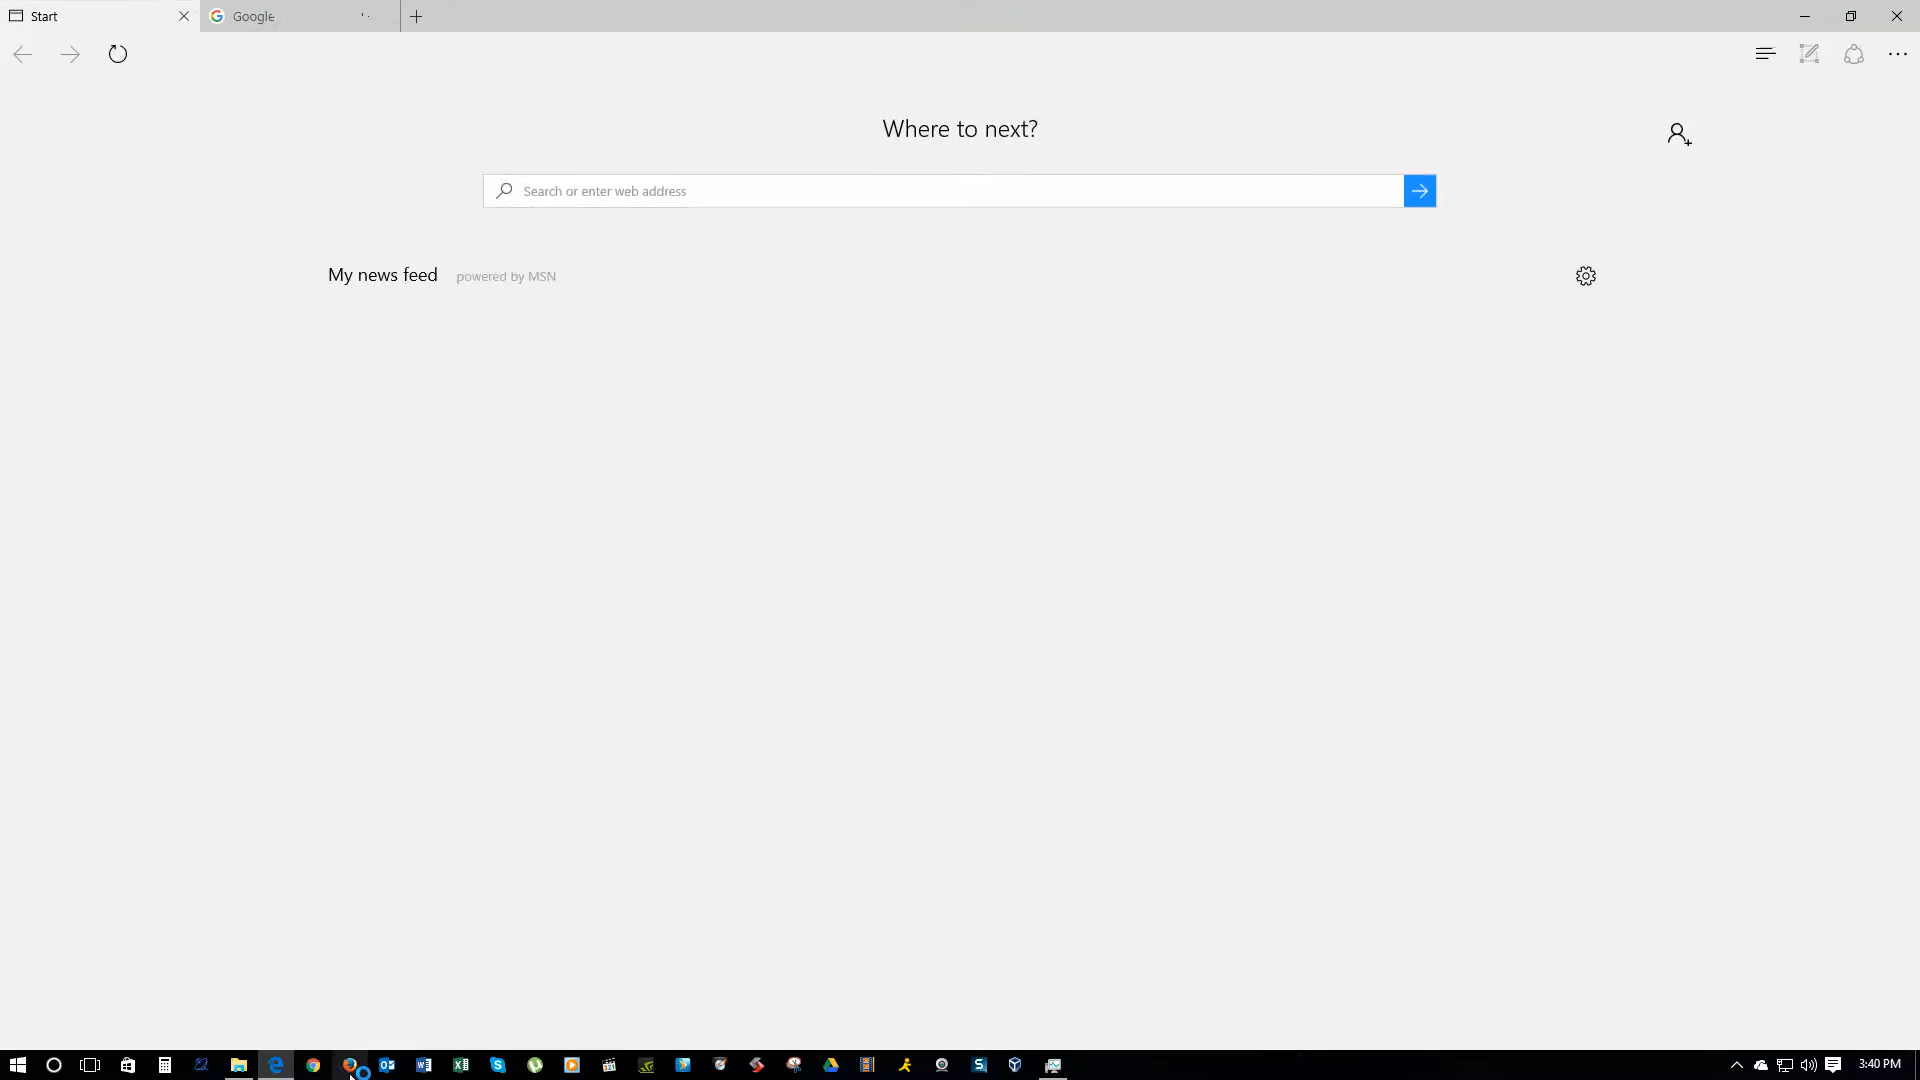 Start
Google
Where to next?
Search or enter web address
My news feed powered by MSN
3:40 PM